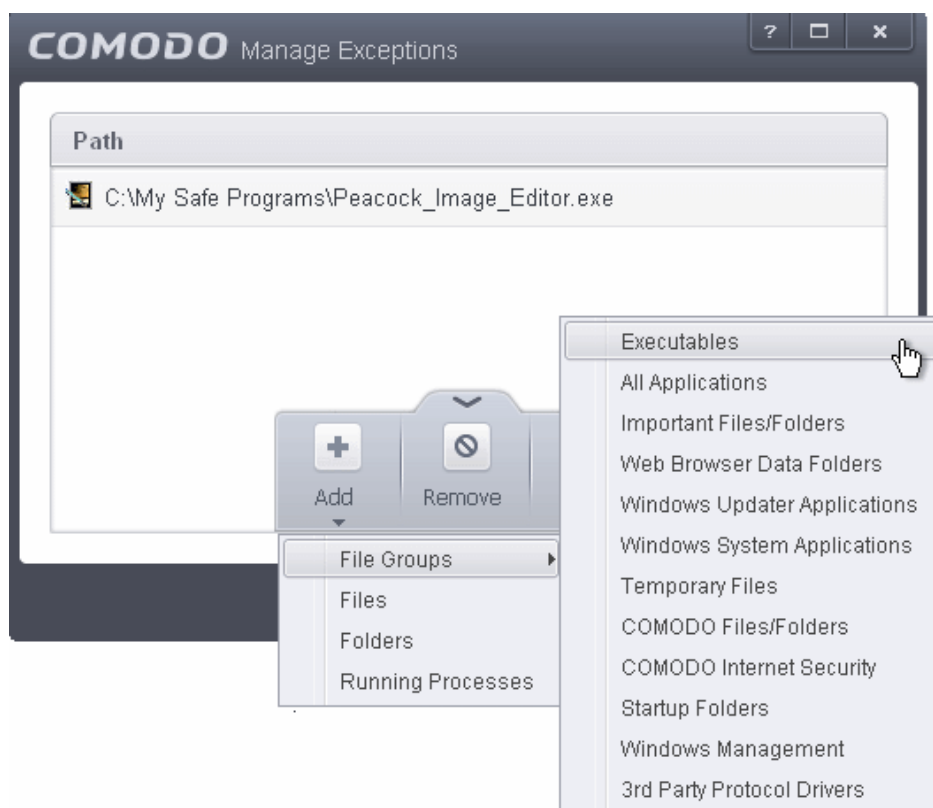 COMODO Manage Exceptions
?
Path
C:\My Safe Programs\Peacock_Image_Editor.exe
Add
Remove
File Groups
Files
Folders
Running Processes
Executables
All Applications
Important Files/Folders
Web Browser Data Folders
Windows Updater Applications
Windows System Applications
Temporary Files
COMODO Files/Folders
COMODO Internet Security
Startup Folders
Windows Management
3rd Party Protocol Drivers